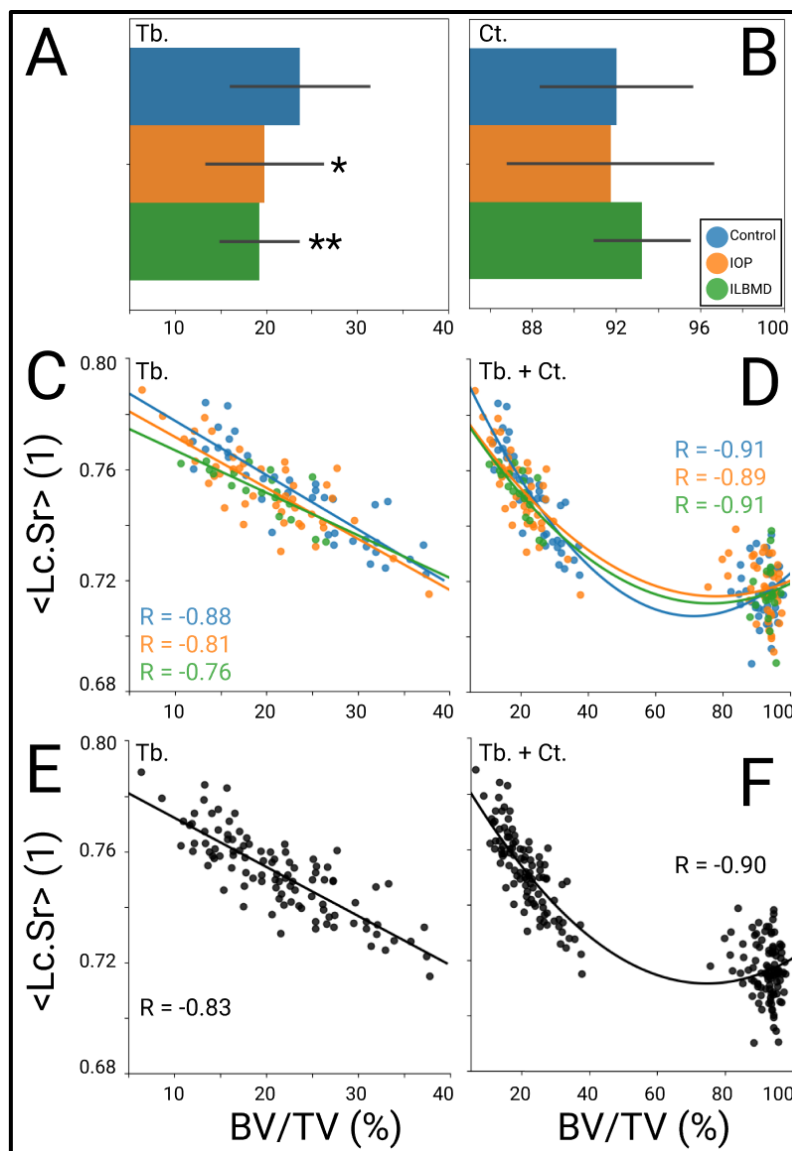 A
Tb.
*
**
10
20
30
40
B
Ct.
Control
IOP
ILBMD
88
92
96
100
C
Tb.
<Lc.Sr> (1)
0.80
0.76
0.72
0.68
R = -0.88
R = -0.81
R = -0.76
10
20
30
40
D
Tb. + Ct.
R = -0.91
R = -0.89
R = -0.91
20
40
60
80
100
E
Tb.
<Lc.Sr> (1)
0.80
0.76
0.72
0.68
R = -0.83
10
20
30
40
BV/TV (%)
F
Tb. + Ct.
R = -0.90
20
40
60
80
100
BV/TV (%)